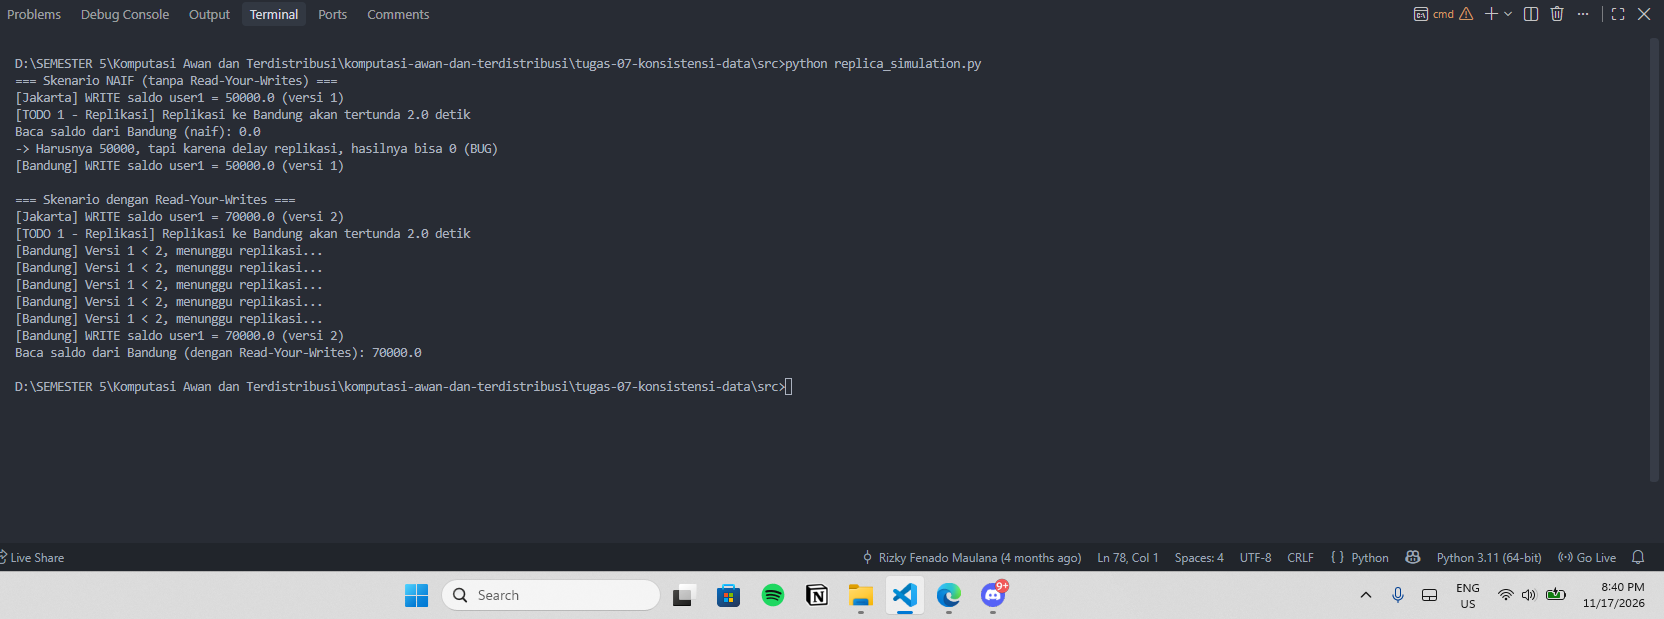 Problems Debug Console Output Terminal Ports Comments cmd
D:\SEMESTER 5\Komputasi Awan dan Terdistribusi\komputasi-awan-dan-terdistribusi\tugas-07-konsistensi-data\src>python replica_simulation.py
=== Skenario NAIF (tanpa Read-Your-Writes) ===
[Jakarta] WRITE saldo user1 = 50000.0 (versi 1)
[TODO 1 - Replikasi] Replikasi ke Bandung akan tertunda 2.0 detik
Baca saldo dari Bandung (naif): 0.0
-> Harusnya 50000, tapi karena delay replikasi, hasilnya bisa 0 (BUG)
[Bandung] WRITE saldo user1 = 50000.0 (versi 1)
=== Skenario dengan Read-Your-Writes ===
[Jakarta] WRITE saldo user1 = 70000.0 (versi 2)
[TODO 1 - Replikasi] Replikasi ke Bandung akan tertunda 2.0 detik
[Bandung] Versi 1 < 2, menunggu replikasi...
[Bandung] Versi 1 < 2, menunggu replikasi...
[Bandung] Versi 1 < 2, menunggu replikasi...
[Bandung] Versi 1 < 2, menunggu replikasi...
[Bandung] Versi 1 < 2, menunggu replikasi...
[Bandung] WRITE saldo user1 = 70000.0 (versi 2)
Baca saldo dari Bandung (dengan Read-Your-Writes): 70000.0
D:\SEMESTER 5\Komputasi Awan dan Terdistribusi\komputasi-awan-dan-terdistribusi\tugas-07-konsistensi-data\src>
Live Share Rizky Fenado Maulana (4 months ago) Ln 78, Col 1 Spaces: 4 UTF-8 CRLF { } Python Python 3.11 (64-bit) Go Live
Search 9+ ENG 8:40 PM
US 11/17/2026